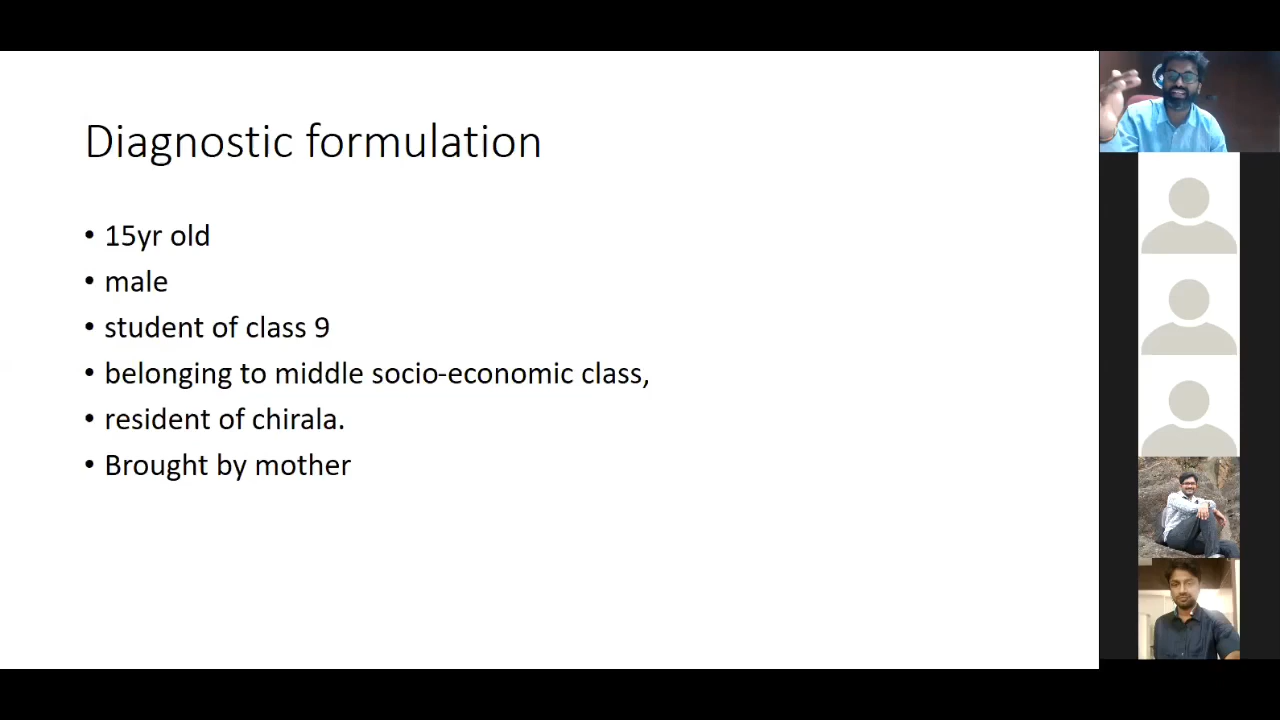 Diagnostic formulation
• 15yr old
• male
• student of class 9
• belonging to middle socio-economic class,
• resident of chirala.
• Brought by mother